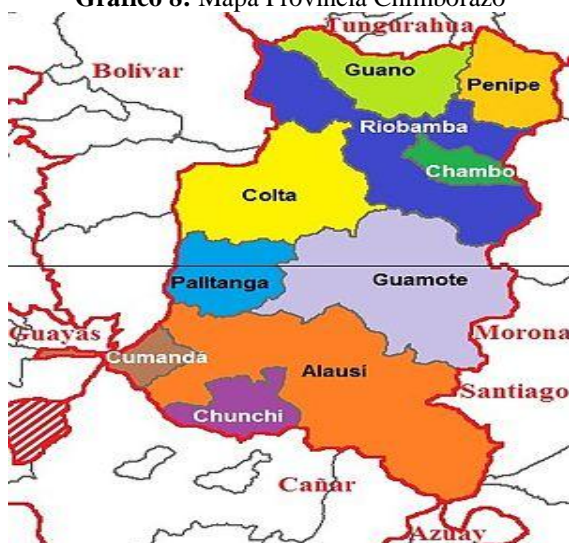 Gráfico 8: Mapa Provincia Chimborazo
Tungurahua
Bolívar
Guano
Penipe
Riobamba
Chambo
Colta
Palltanga
Guamote
Guayas
Morona
Cumandá
Alausí
Santiago
Chunchi
Cañar
Azuay